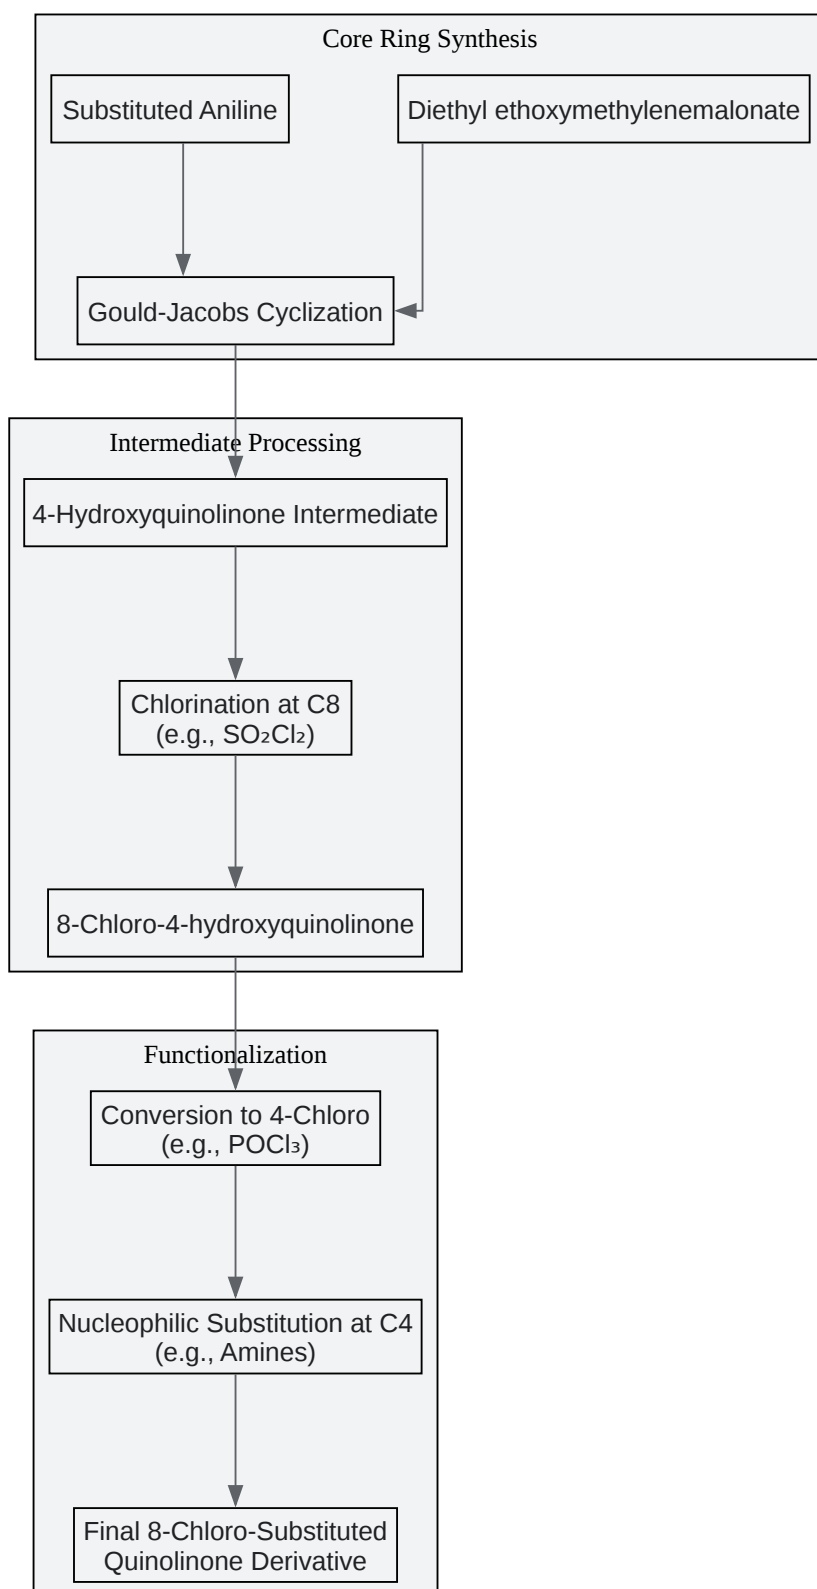 Core Ring Synthesis
Substituted Aniline
Diethyl ethoxymethylenemalonate
Gould-Jacobs Cyclization
Intermediate Processing
4-Hydroxyquinolinone Intermediate
Chlorination at C8
(e.g., SO₂Cl₂)
8-Chloro-4-hydroxyquinolinone
Functionalization
Conversion to 4-Chloro
(e.g., POCl₃)
Nucleophilic Substitution at C4
(e.g., Amines)
Final 8-Chloro-Substituted
Quinolinone Derivative